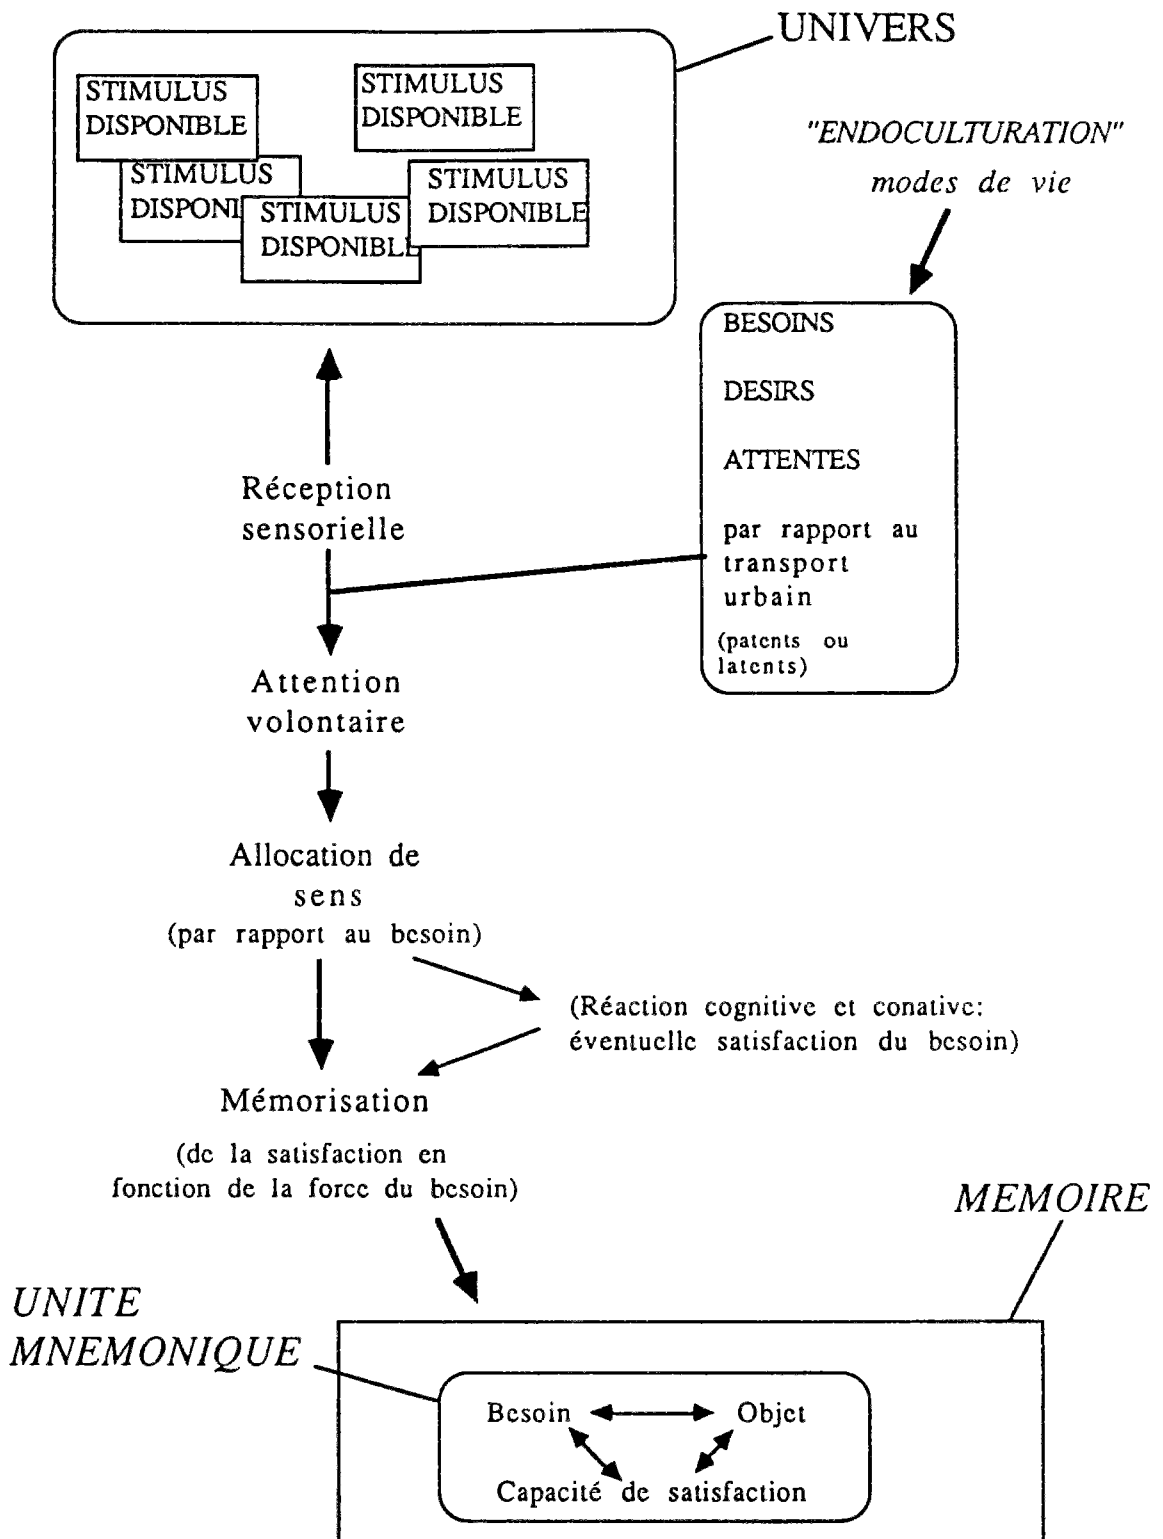 UNIVERS
STIMULUS
DISPONIBLE
STIMULUS
DISPONIBLE
STIMULUS
DISPONI
STIMULUS
DISPONIBLE
STIMULUS
DISPONIBLE
"ENDOCULTURATION"
modes de vie
BESOINS
DESIRS
ATTENTES
par rapport au
transport
urbain
(patents ou
latents)
Réception
sensorielle
Attention
volontaire
Allocation de
sens
(par rapport au besoin)
(Réaction cognitive et conative:
éventuelle satisfaction du besoin)
Mémorisation
(de la satisfaction en
fonction de la force du besoin)
MEMOIRE
UNITE
MNEMONIQUE
Besoin
Objet
Capacité de satisfaction